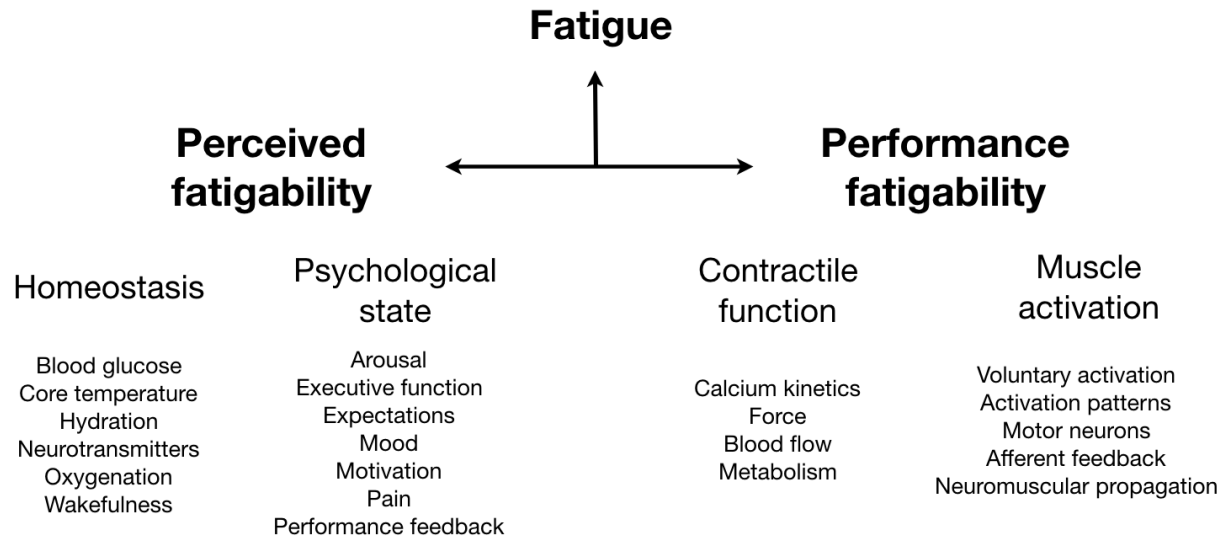 Fatigue
Perceived
fatigability
Performance
fatigability
Homeostasis
Psychological
state
Contractile
function
Muscle
activation
Blood glucose
Core temperature
Hydration
Neurotransmitters
Oxygenation
Wakefulness
Arousal
Executive function
Expectations
Mood
Motivation
Pain
Performance feedback
Calcium kinetics
Force
Blood flow
Metabolism
Voluntary activation
Activation patterns
Motor neurons
Afferent feedback
Neuromuscular propagation